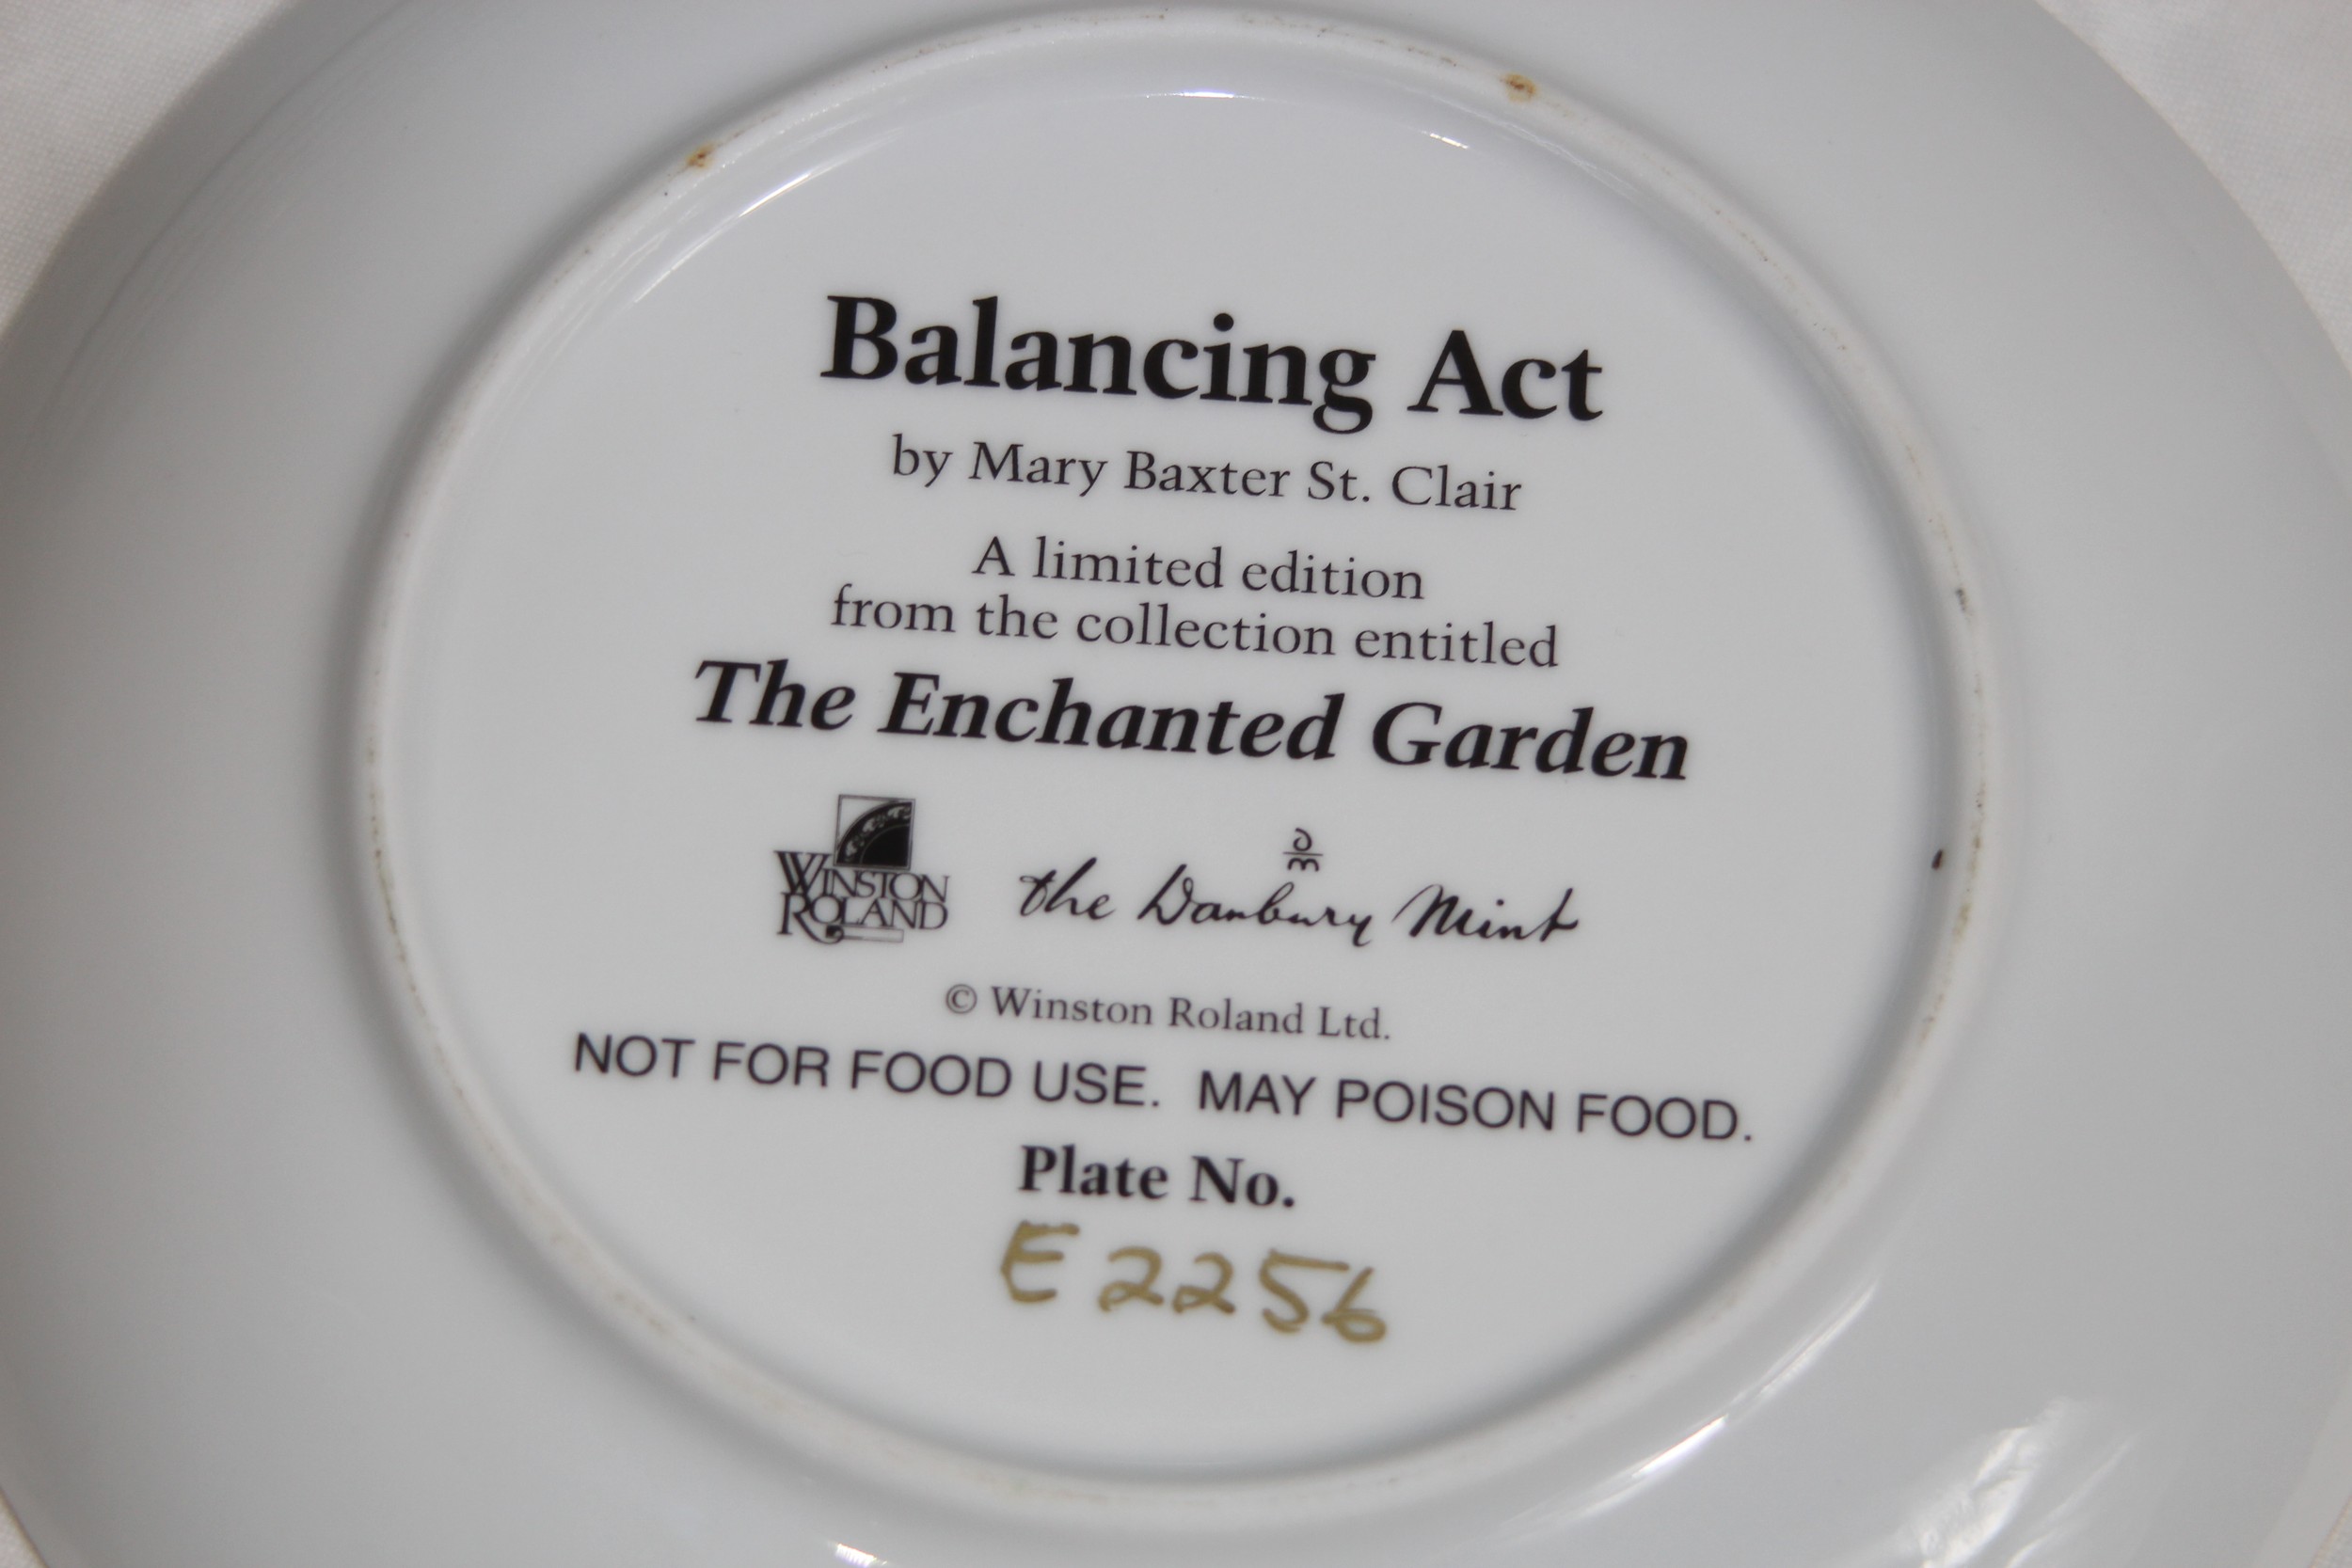 Balancing Act
by Mary Baxter St. Clair
A limited edition
from the collection entitled
The Enchanted Garden
WINSTON
ROLAND
dm
the Danbury Mint
© Winston Roland Ltd.
NOT FOR FOOD USE. MAY POISON FOOD.
Plate No.
E2256